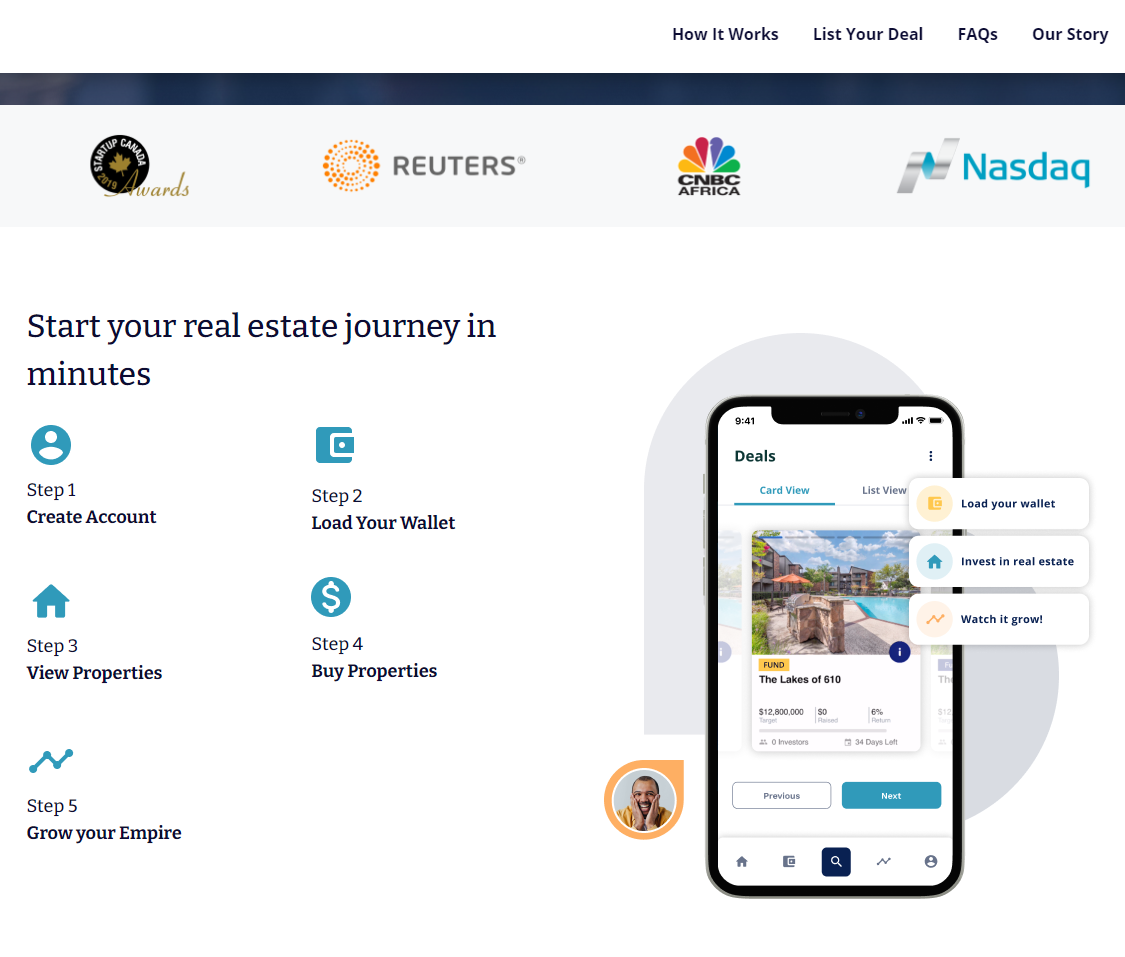 How It Works
List Your Deal
FAQs
Our Story
STARTUP CANADA
2019
Awards
REUTERS®
CNBC
AFRICA
Nasdaq
Start your real estate journey in
minutes
Step 1
Create Account
Step 2
Load Your Wallet
Step 3
View Properties
Step 4
Buy Properties
Step 5
Grow your Empire
9:41
Deals
Card View
List View
Load your wallet
Invest in real estate
Watch it grow!
i
i
FUND
The Lakes of 610
$12,800,000
Target
$0
Raised
6%
Return
0 Investors
34 Days Left
Previous
Next